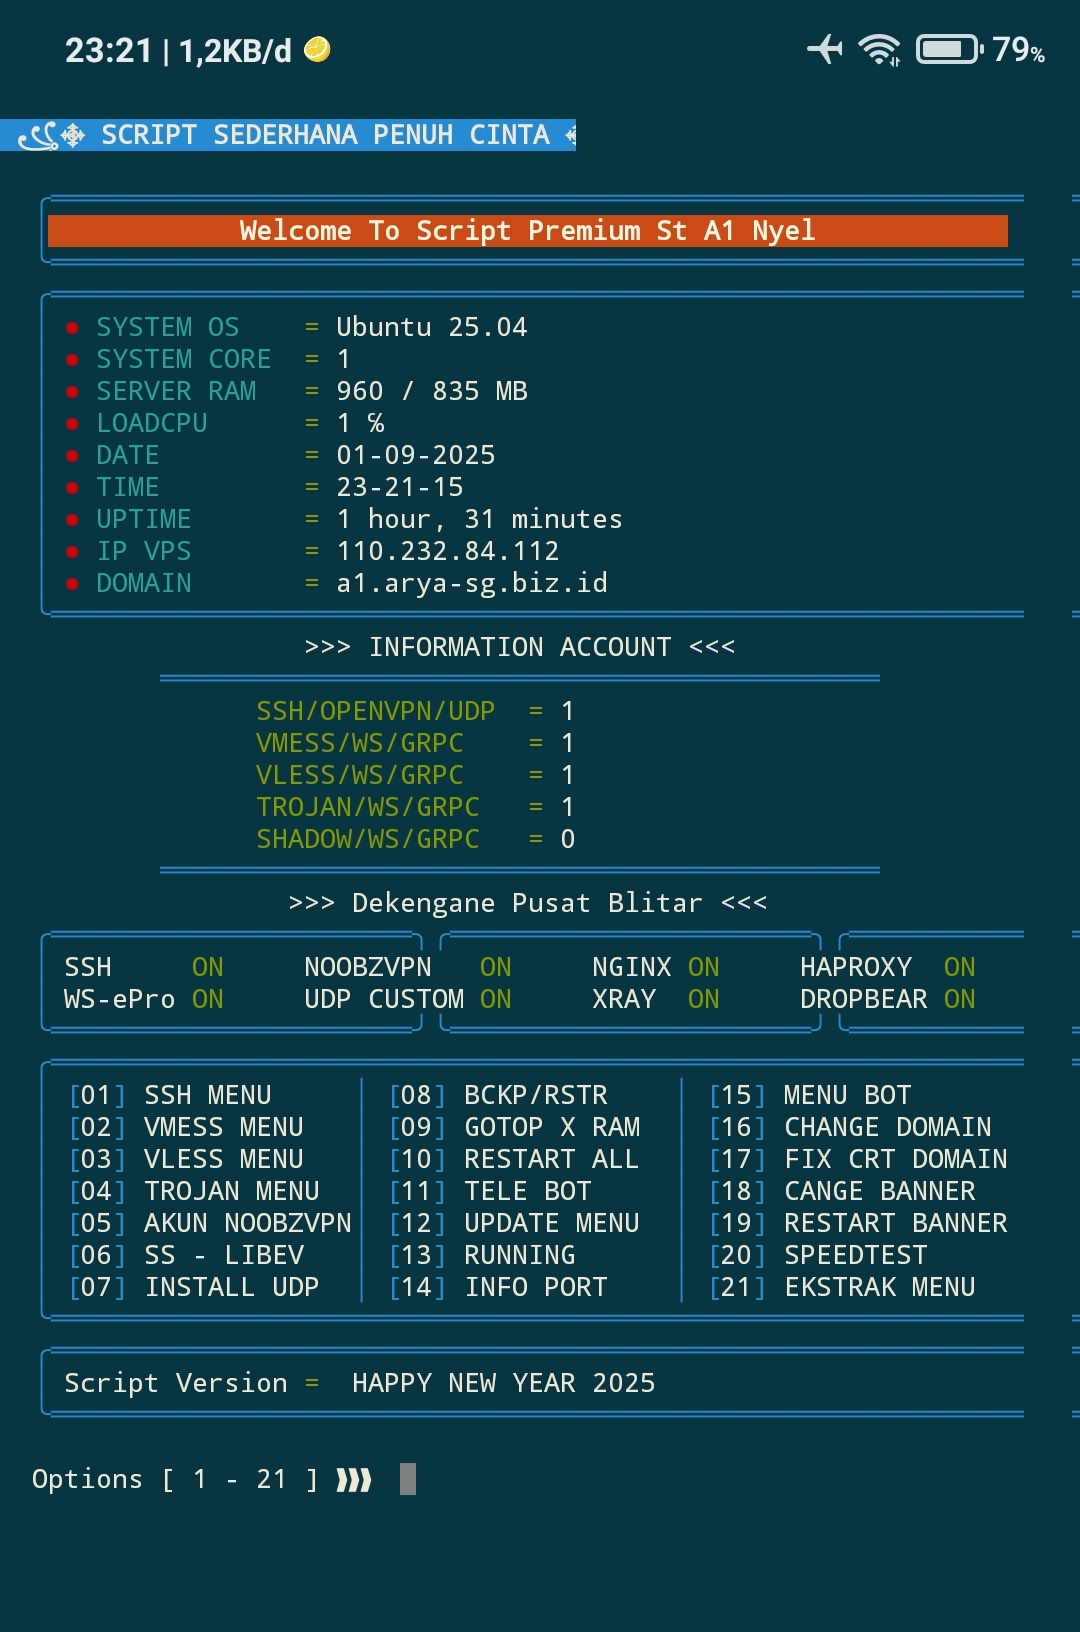 23:21 | 1,2KB/d
79%
SCRIPT SEDERHANA PENUH CINTA
Welcome To Script Premium St A1 Nyel
● SYSTEM OS = Ubuntu 25.04
● SYSTEM CORE = 1
● SERVER RAM = 960 / 835 MB
● LOADCPU = 1 ℅
● DATE = 01-09-2025
● TIME = 23-21-15
● UPTIME = 1 hour, 31 minutes
● IP VPS = 110.232.84.112
● DOMAIN = a1.arya-sg.biz.id
>>> INFORMATION ACCOUNT <<<
SSH/OPENVPN/UDP = 1
VMESS/WS/GRPC = 1
VLESS/WS/GRPC = 1
TROJAN/WS/GRPC = 1
SHADOW/WS/GRPC = 0
>>> Dekengane Pusat Blitar <<<
SSH ON NOOBZVPN ON NGINX ON HAPROXY ON
WS-ePro ON UDP CUSTOM ON XRAY ON DROPBEAR ON
[01] SSH MENU [08] BCKP/RSTR [15] MENU BOT
[02] VMESS MENU [09] GOTOP X RAM [16] CHANGE DOMAIN
[03] VLESS MENU [10] RESTART ALL [17] FIX CRT DOMAIN
[04] TROJAN MENU [11] TELE BOT [18] CANGE BANNER
[05] AKUN NOOBZVPN [12] UPDATE MENU [19] RESTART BANNER
[06] SS - LIBEV [13] RUNNING [20] SPEEDTEST
[07] INSTALL UDP [14] INFO PORT [21] EKSTRAK MENU
Script Version = HAPPY NEW YEAR 2025
Options [ 1 - 21 ] ❱❱❱